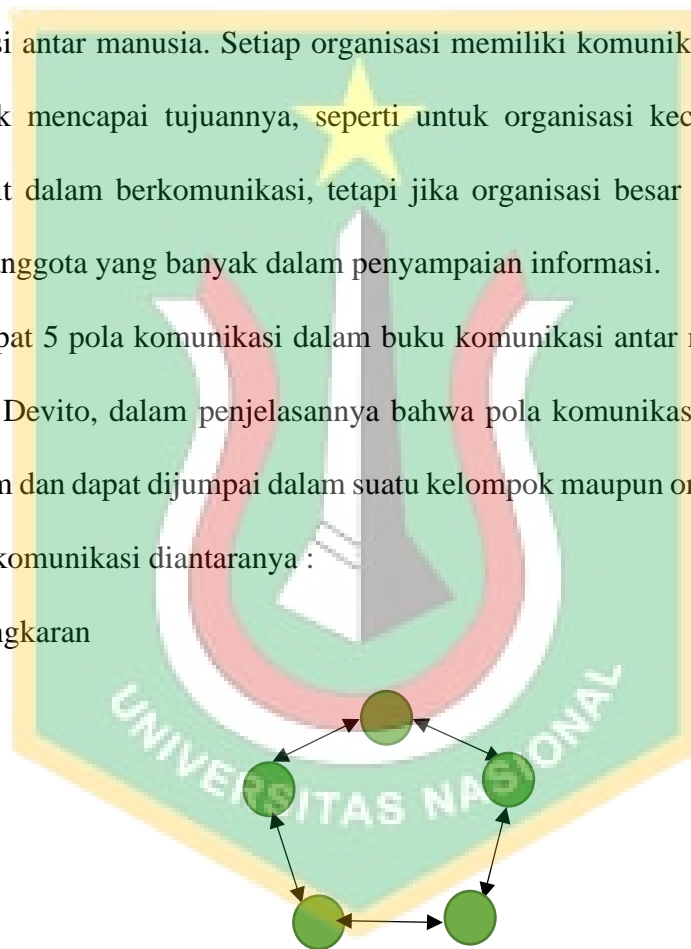 si antar manusia. Setiap organisasi memiliki komunik
k mencapai tujuannya, seperti untuk organisasi kec
it dalam berkomunikasi, tetapi jika organisasi besar
nggota yang banyak dalam penyampaian informasi.
pat 5 pola komunikasi dalam buku komunikasi antar
Devito, dalam penjelasannya bahwa pola komunikas
m dan dapat dijumpai dalam suatu kelompok maupun or
komunikasi diantaranya :
ngkaran
UNIVERSITAS NASIONAL